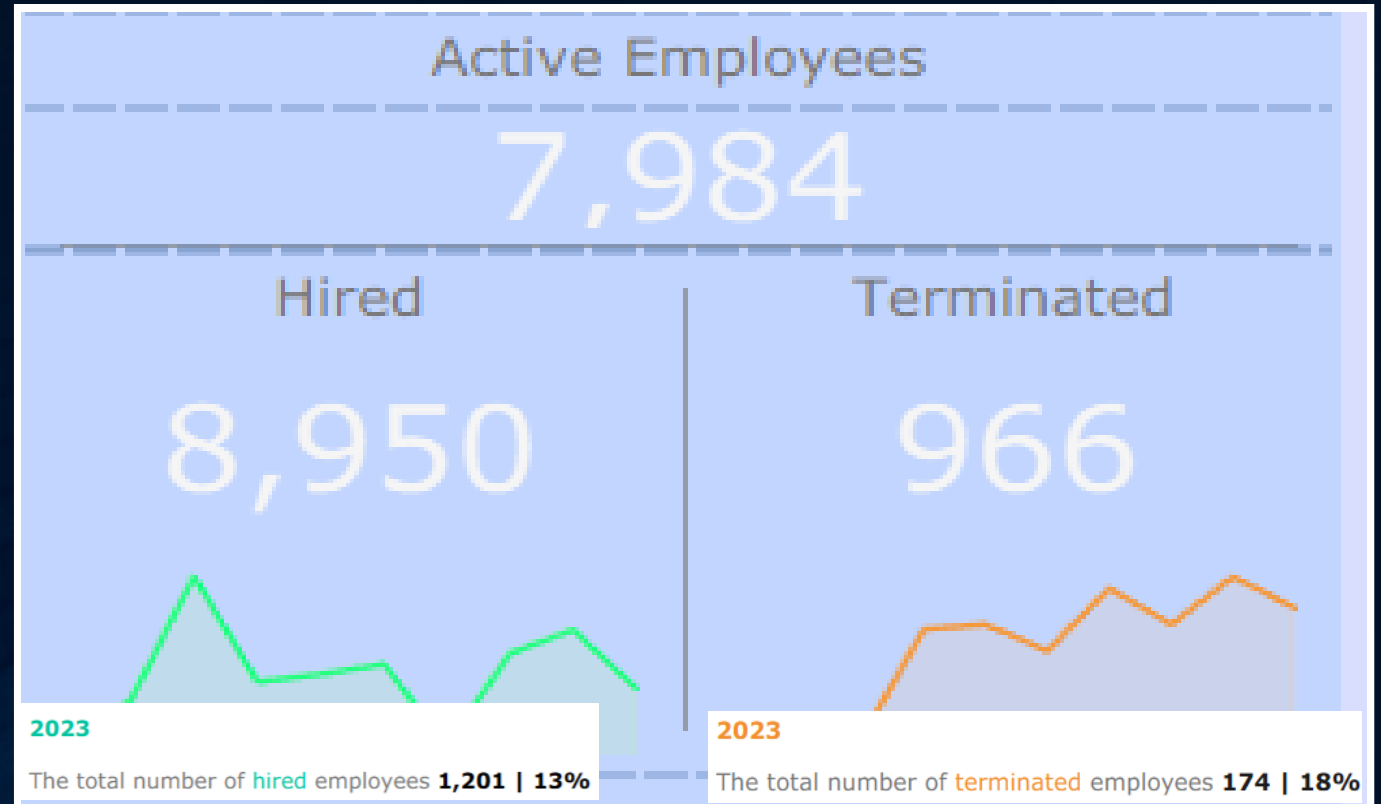 Active Employees
7,984
Hired
8,950
Terminated
966
2023
The total number of hired employees 1,201 | 13%
2023
The total number of terminated employees 174 | 18%